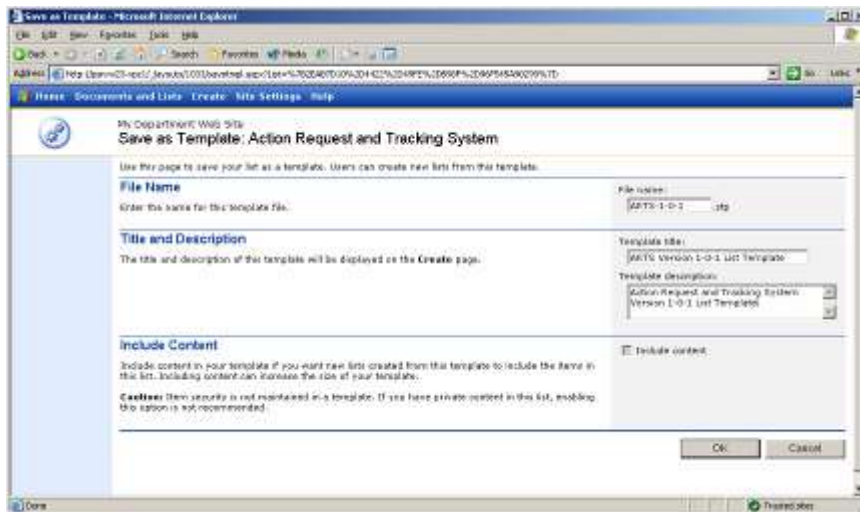 Save as Template - Microsoft Internet Explorer
File Edit View Favorites Tools Help
Back Search Favorites Media
Address Go Links
Home Documents and Lists Create Site Settings Help
My Department Web Site
Save as Template: Action Request and Tracking System
Use this page to save your list as a template. Users can create new lists from this template.
File Name
Enter the name for this template file.
File name:
ARTS-1-0-1 .stp
Title and Description
The title and description of this template will be displayed on the Create page.
Template title:
ARTS Version 1-0-1 List Template
Template description:
Action Request and Tracking System
Version 1-0-1 List Template
Include Content
Include content in your template if you want new lists created from this template to include the items in
this list. Including content can increase the size of your template.
Caution: Item security is not maintained in a template. If you have private content in this list, enabling
this option is not recommended.
Include content
OK Cancel
Done Trusted sites